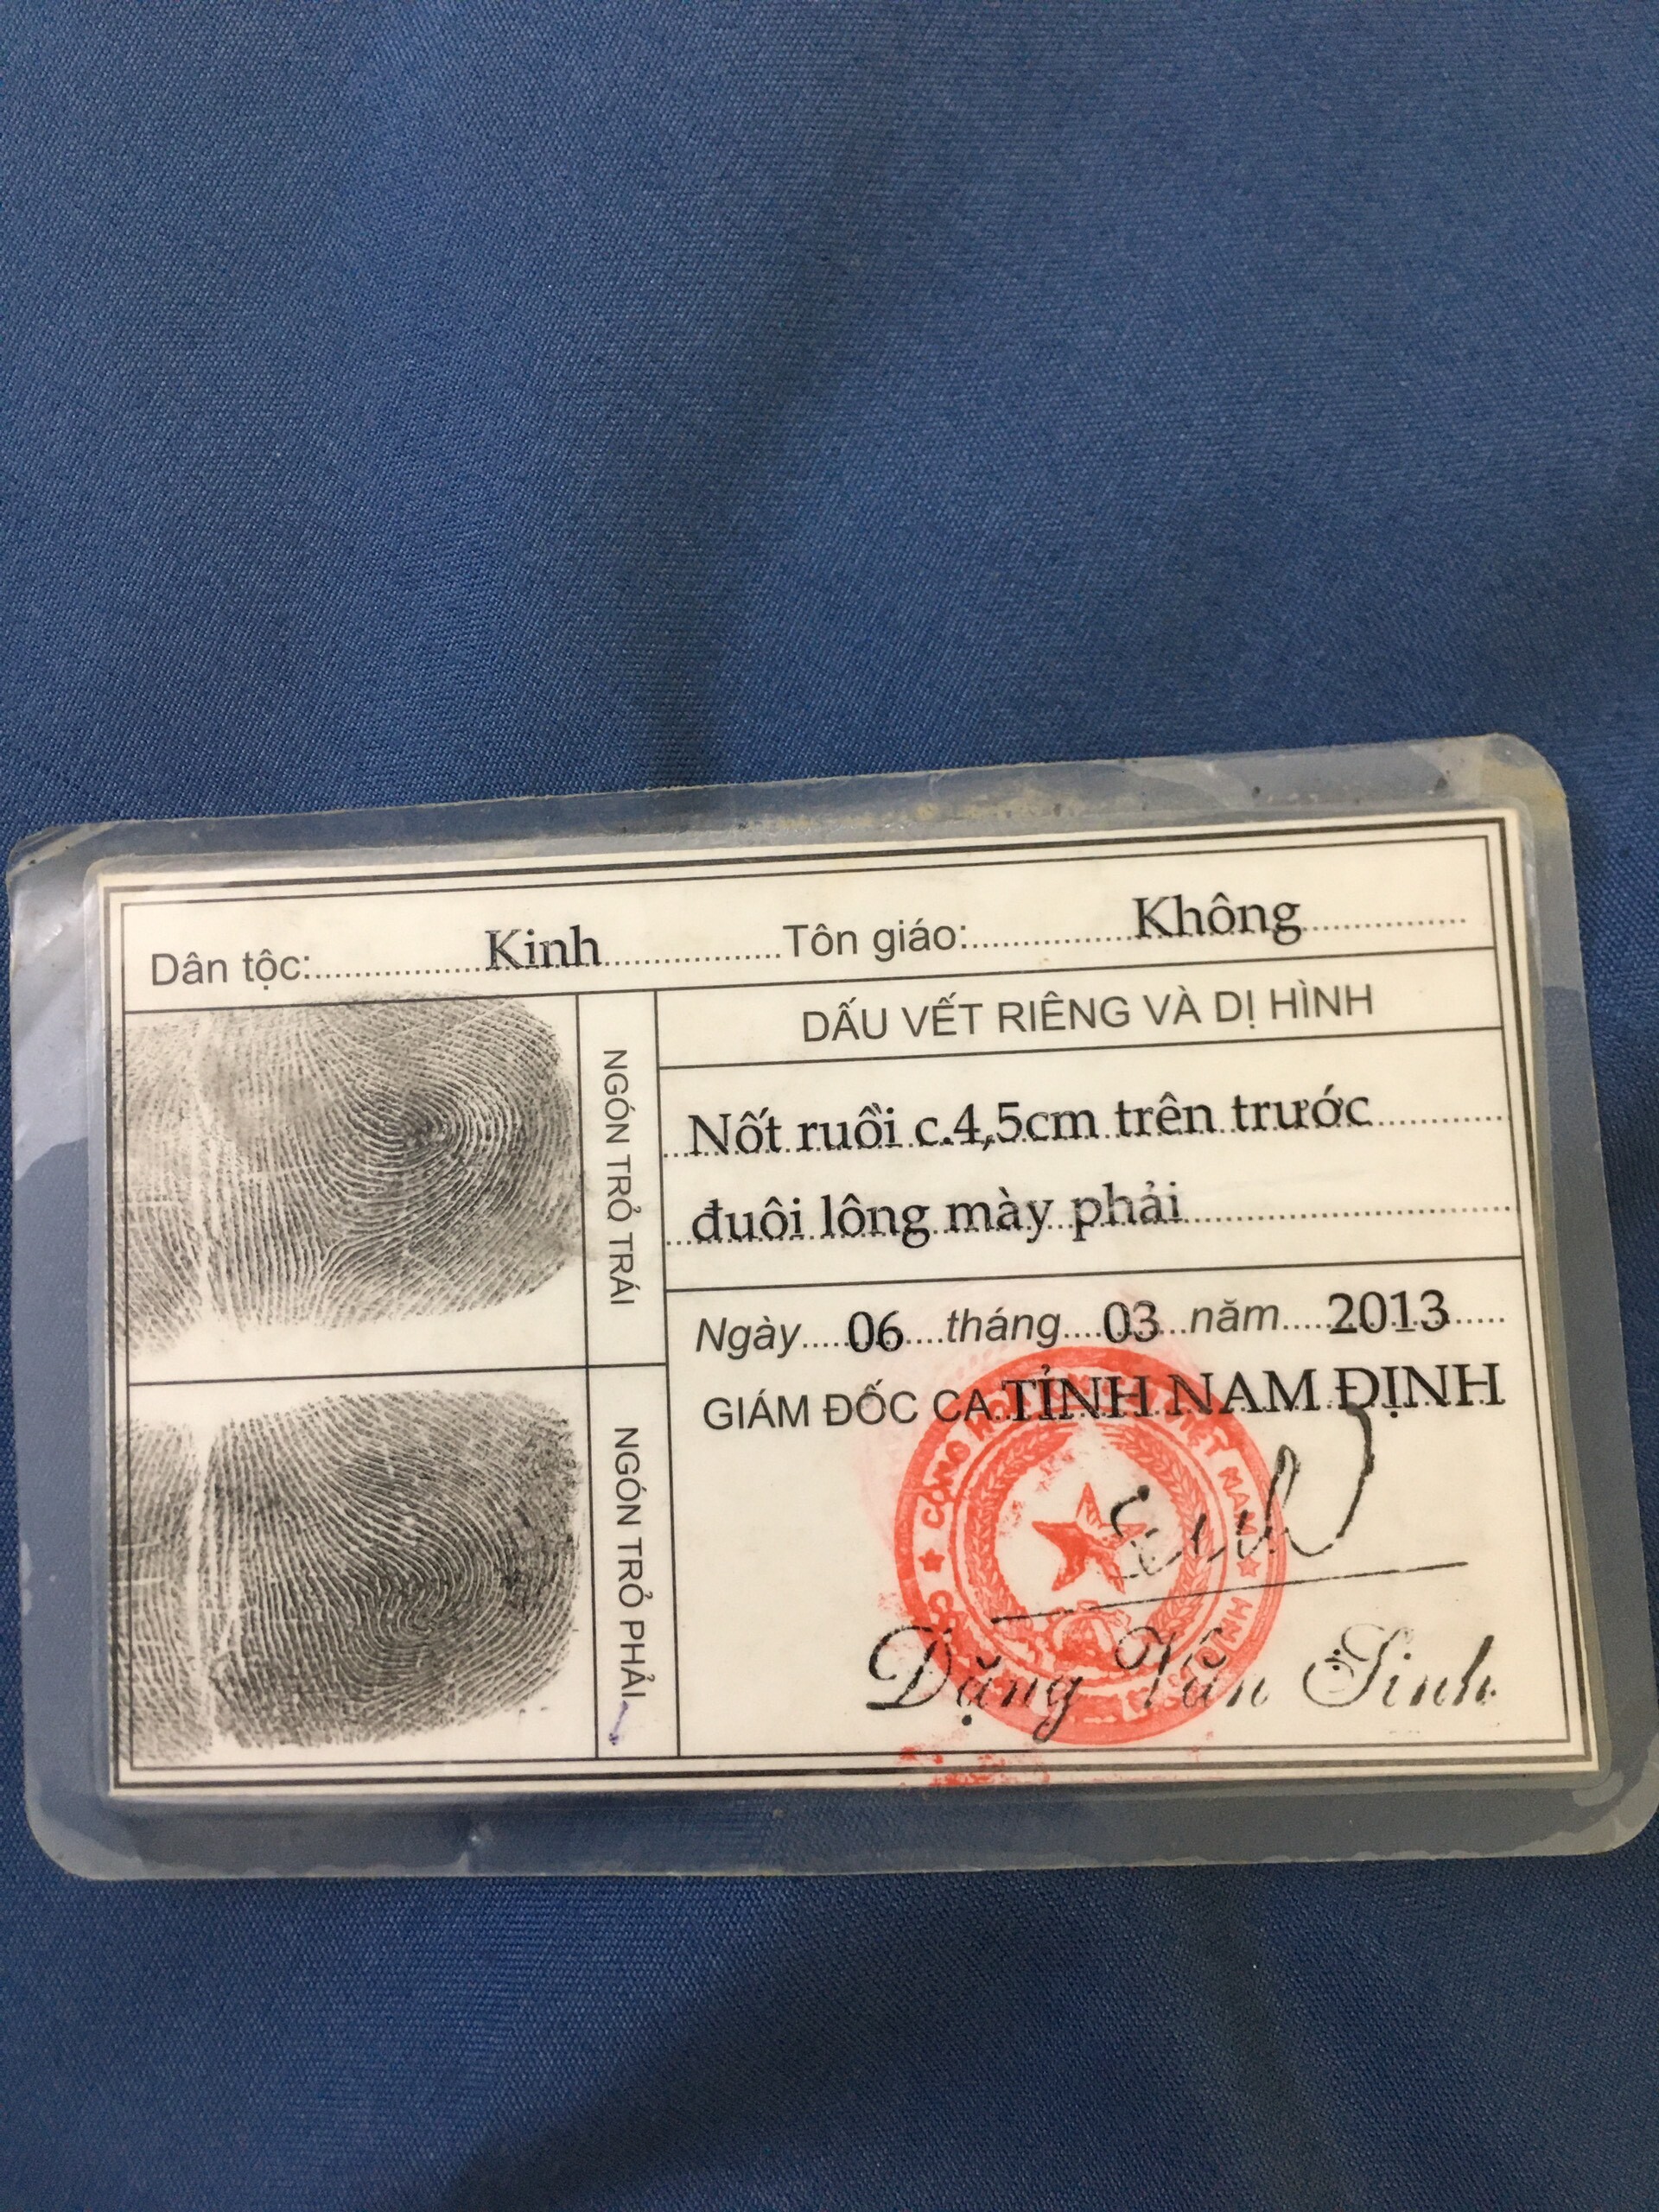 Dân tộc: Kinh Tôn giáo: Không
NGÓN TRỎ TRÁI
NGÓN TRỎ PHẢI
DẤU VẾT RIÊNG VÀ DỊ HÌNH
Nốt ruồi c.4,5cm trên trước
đuôi lông mày phải
Ngày 06 tháng 03 năm 2013
GIÁM ĐỐC CA TỈNH NAM ĐỊNH
Đặng Văn Sinh